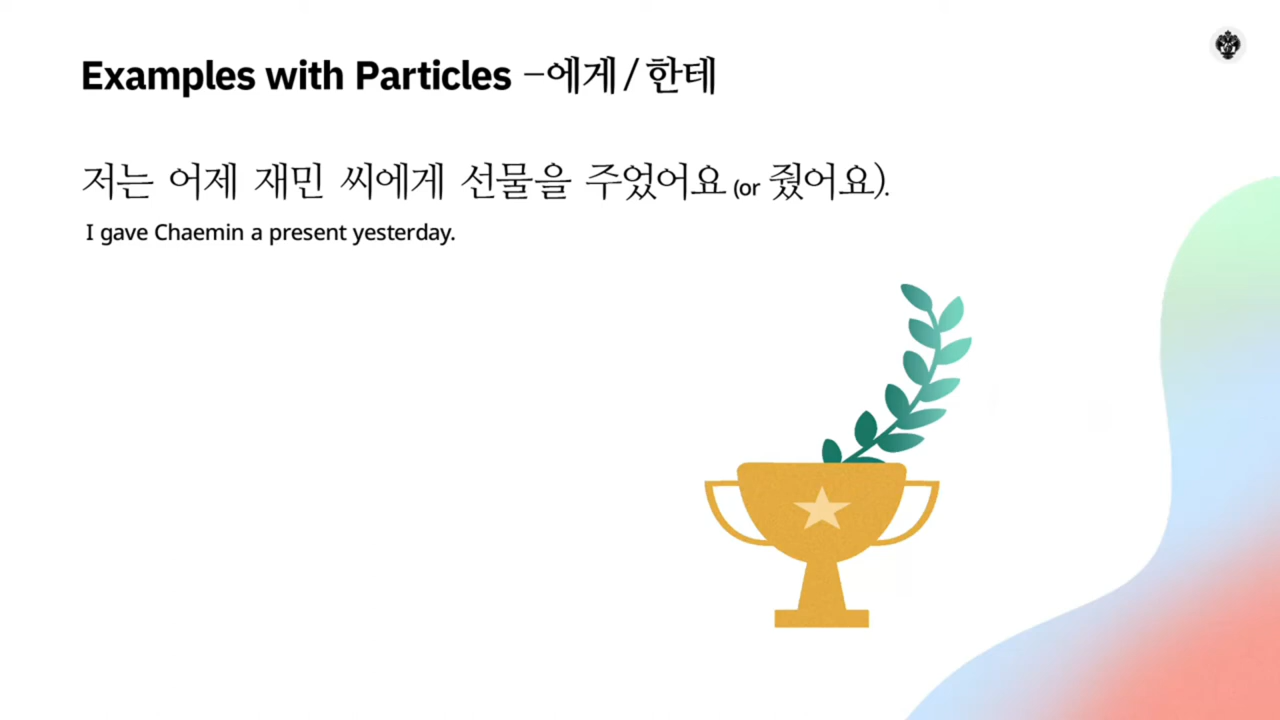 Examples with Particles –에게/한테
저는 어제 재민 씨에게 선물을 주었어요 (or 줬어요).
I gave Chaemin a present yesterday.